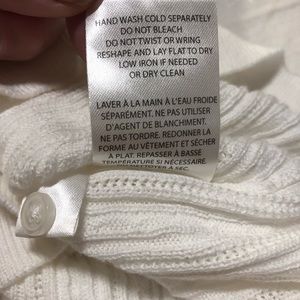 HAND WASH COLD SEPARATELY
DO NOT BLEACH
DO NOT TWIST OR WRING
RESHAPE AND LAY FLAT TO DRY
LOW IRON IF NEEDED
OR DRY CLEAN
LAVER À LA MAIN À L'EAU FROIDE
SÉPARÉMENT. NE PAS UTILISER
D'AGENT DE BLANCHIMENT.
NE PAS TORDRE. REDONNER LA
FORME AU VÊTEMENT ET SÉCHER
À PLAT. REPASSER À BASSE
TEMPÉRATURE SI NÉCESSAIRE
NETTOYER À SEC.